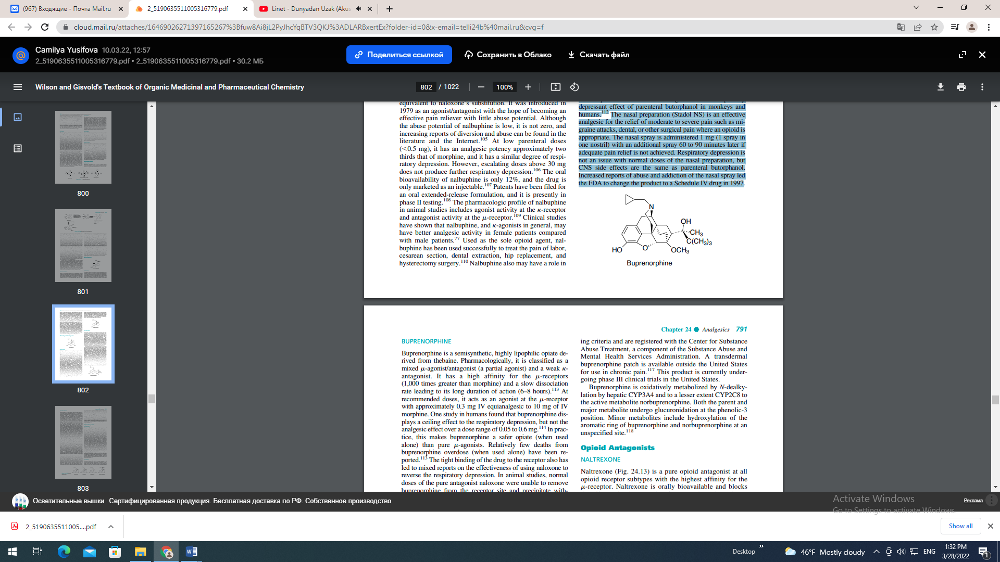 (967) Входящие - Почта Mail.ru
2_5190635511005316779.pdf
Linet - Dünyadan Uzak (Akus
cloud.mail.ru/attaches/16469026271397165267%3Bfuw8Ai8jL2PyJhcYqBTV3QKJ%3ADLARBxertEx?folder-id=0&x-email=telli24b%40mail.ru&cvg=f
Camilya Yusifova 10.03.22, 12:57
2_5190635511005316779.pdf • 2_5190635511005316779.pdf • 30.2 МБ
Поделиться ссылкой
Сохранить в Облако
Скачать файл
Wilson and Gisvold's Textbook of Organic Medicinal and Pharmaceutical Chemistry
802 / 1022
100%
800
801
802
803
equivalent to naloxone's substitution. It was introduced in
1979 as an agonist/antagonist with the hope of becoming an
effective pain reliever with little abuse potential. Although
the abuse potential of nalbuphine is low, it is not zero, and
increasing reports of diversion and abuse can be found in the
literature and the Internet.105 At low parenteral doses
(<0.5 mg), it has an analgesic potency approximately two
thirds that of morphine, and it has a similar degree of respi-
ratory depression. However, escalating doses above 30 mg
does not produce further respiratory depression.106 The oral
bioavailability of nalbuphine is only 12%, and the drug is
only marketed as an injectable.107 Patents have been filed for
an oral extended-release formulation, and it is presently in
phase II testing.108 The pharmacologic profile of nalbuphine
in animal studies includes agonist activity at the κ-receptor
and antagonist activity at the μ-receptor.109 Clinical studies
have shown that nalbuphine, and κ-agonists in general, may
have better analgesic activity in female patients compared
with male patients.77 Used as the sole opioid agent, nal-
buphine has been used successfully to treat the pain of labor,
cesarean section, dental extraction, hip replacement, and
hysterectomy surgery.110 Nalbuphine also may have a role in
depressant effect of parenteral butorphanol in monkeys and
humans.112 The nasal preparation (Stadol NS) is an effective
analgesic for the relief of moderate to severe pain such as mi-
graine attacks, dental, or other surgical pain where an opioid is
appropriate. The nasal spray is administered 1 mg (1 spray in
one nostril) with an additional spray 60 to 90 minutes later if
adequate pain relief is not achieved. Respiratory depression is
not an issue with normal doses of the nasal preparation, but
CNS side effects are the same as parenteral butorphanol.
Increased reports of abuse and addiction of the nasal spray led
the FDA to change the product to a Schedule IV drug in 1997.
N
OH
CH3
C(CH3)3
HO
O
OCH3
Buprenorphine
Chapter 24 Analgesics 791
BUPRENORPHINE
Buprenorphine is a semisynthetic, highly lipophilic opiate de-
rived from thebaine. Pharmacologically, it is classified as a
mixed μ-agonist/antagonist (a partial agonist) and a weak κ-
antagonist. It has a high affinity for the μ-receptors
(1,000 times greater than morphine) and a slow dissociation
rate leading to its long duration of action (6–8 hours).113 At
recommended doses, it acts as an agonist at the μ-receptor
with approximately 0.3 mg IV equianalgesic to 10 mg of IV
morphine. One study in humans found that buprenorphine dis-
plays a ceiling effect to the respiratory depression, but not the
analgesic effect over a dose range of 0.05 to 0.6 mg.114 In prac-
tice, this makes buprenorphine a safer opiate (when used
alone) than pure μ-agonists. Relatively few deaths from
buprenorphine overdose (when used alone) have been re-
ported.113 The tight binding of the drug to the receptor also has
led to mixed reports on the effectiveness of using naloxone to
reverse the respiratory depression. In animal studies, normal
doses of the pure antagonist naloxone were unable to remove
buprenorphine from the receptor site and precipitate with-
ing criteria and are registered with the Center for Substance
Abuse Treatment, a component of the Substance Abuse and
Mental Health Services Administration. A transdermal
buprenorphine patch is available outside the United States
for use in chronic pain.117 This product is currently under-
going phase III clinical trials in the United States.
Buprenorphine is oxidatively metabolized by N-dealky-
lation by hepatic CYP3A4 and to a lesser extent CYP2C8 to
the active metabolite norbuprenorphine. Both the parent and
major metabolite undergo glucuronidation at the phenolic-3
position. Minor metabolites include hydroxylation of the
aromatic ring of buprenorphine and norbuprenorphine at an
unspecified site.118
Opioid Antagonists
NALTREXONE
Naltrexone (Fig. 24.13) is a pure opioid antagonist at all
opioid receptor subtypes with the highest affinity for the
μ-receptor. Naltrexone is orally bioavailable and blocks
Осветительные вышки Сертифицированная продукция. Бесплатная доставка по РФ. Собственное производство
Реклама
Activate Windows
Go to Settings to activate Windows.
2_5190635511005....pdf
Show all
Desktop
46°F Mostly cloudy
ENG
1:32 PM
3/28/2022
1